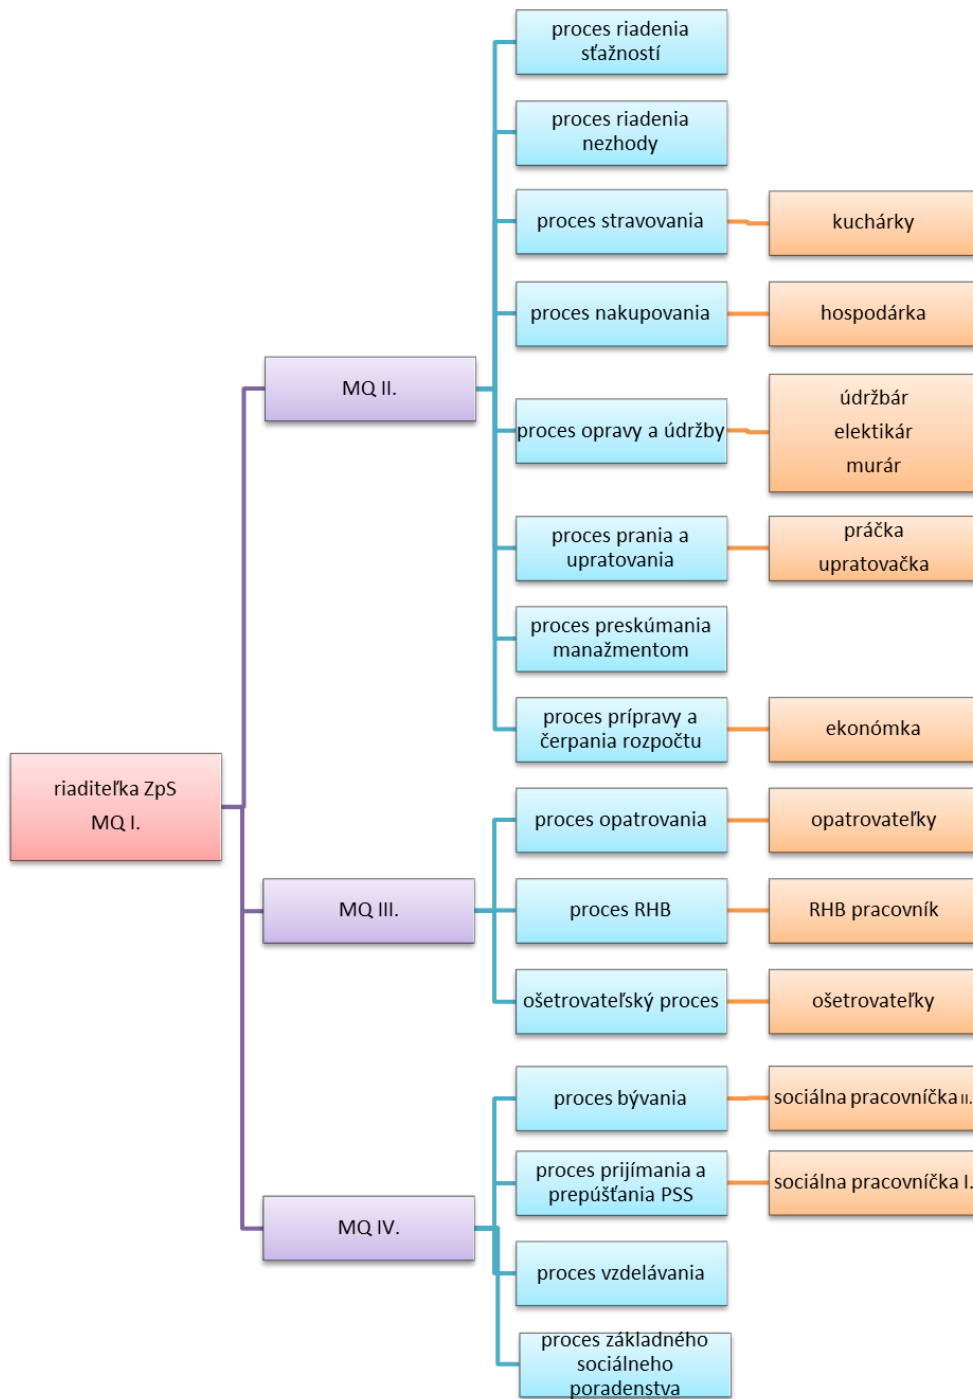 proces riadenia
sťažností
proces riadenia
nezhody
proces stravovania
kuchárky
proces nakupovania
hospodárka
MQ II.
proces opravy a údržby
údržbár
elektikár
murár
proces prania a
upratovania
práčka
upratovačka
proces preskúmania
manažmentom
proces prípravy a
čerpania rozpočtu
ekonómka
riaditeľka ZpS
MQ I.
proces opatrovania
opatrovateľky
MQ III.
proces RHB
RHB pracovník
ošetrovateľský proces
ošetrovateľky
proces bývania
sociálna pracovníčka II.
proces prijímania a
prepúšťania PSS
sociálna pracovníčka I.
MQ IV.
proces vzdelávania
proces základného
sociálneho
poradenstva